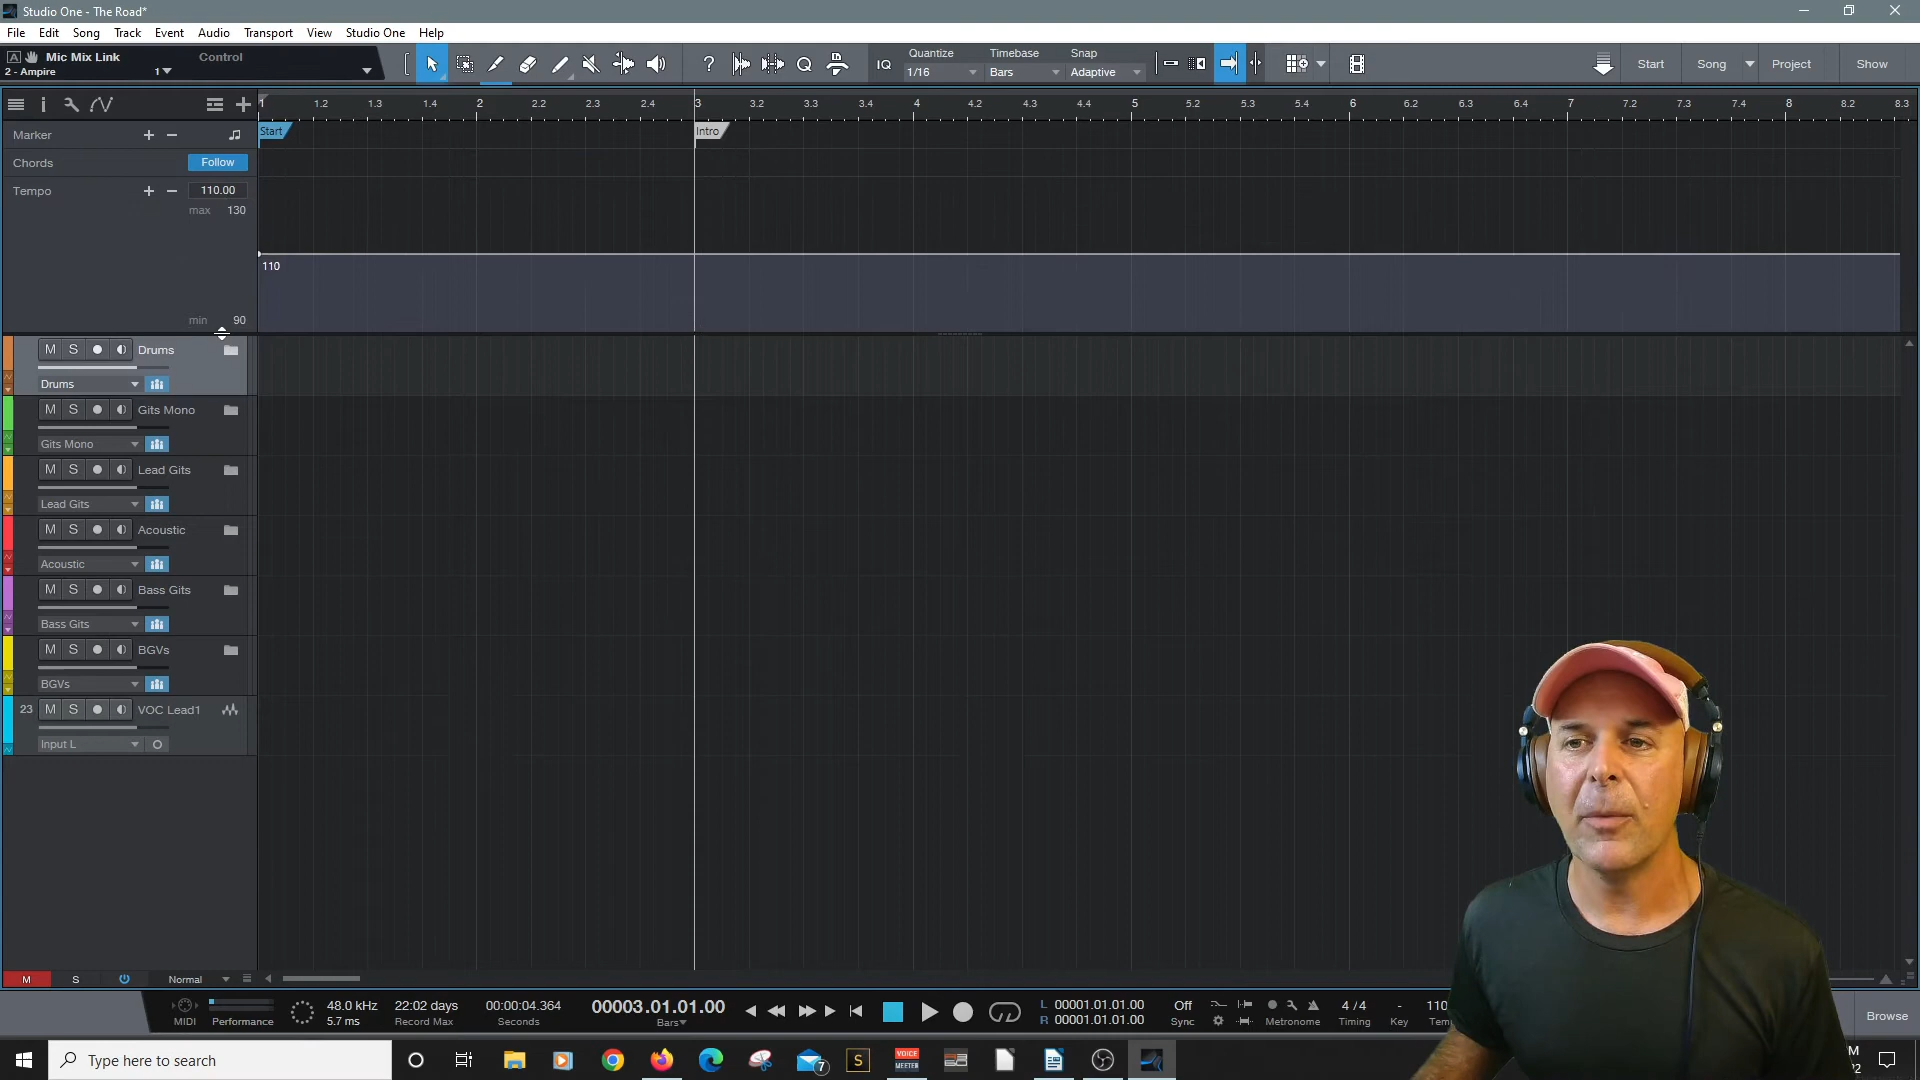 Studio One - The Road*
File Edit Song Track Event Audio Transport View Studio One Help
A Mic Mix Link Control
2 - Ampire 1
IQ Quantize Timebase Snap
1/16 Bars Adaptive
Start Song Project Show
1 1.2 1.3 1.4 2 2.2 2.3 2.4 3 3.2 3.3 3.4 4 4.2 4.3 4.4 5 5.2 5.3 5.4 6 6.2 6.3 6.4 7 7.2 7.3 7.4 8 8.2 8.3
Marker
Start Intro
Chords Follow
Tempo 110.00
max 130
110
min 90
M S Drums
Drums
M S Gits Mono
Gits Mono
M S Lead Gits
Lead Gits
M S Acoustic
Acoustic
M S Bass Gits
Bass Gits
M S BGVs
BGVs
23 M S VOC Lead1
Input L
M S Normal
MIDI Performance
48.0 kHz
5.7 ms
22:02 days
Record Max
00:00:04.364
Seconds
00003.01.01.00
Bars
L 00001.01.01.00
R 00001.01.01.00
Off
Sync
Metronome
4 / 4
Timing
-
Key
110
Browse
Type here to search
7
S
VOICE
MEETER